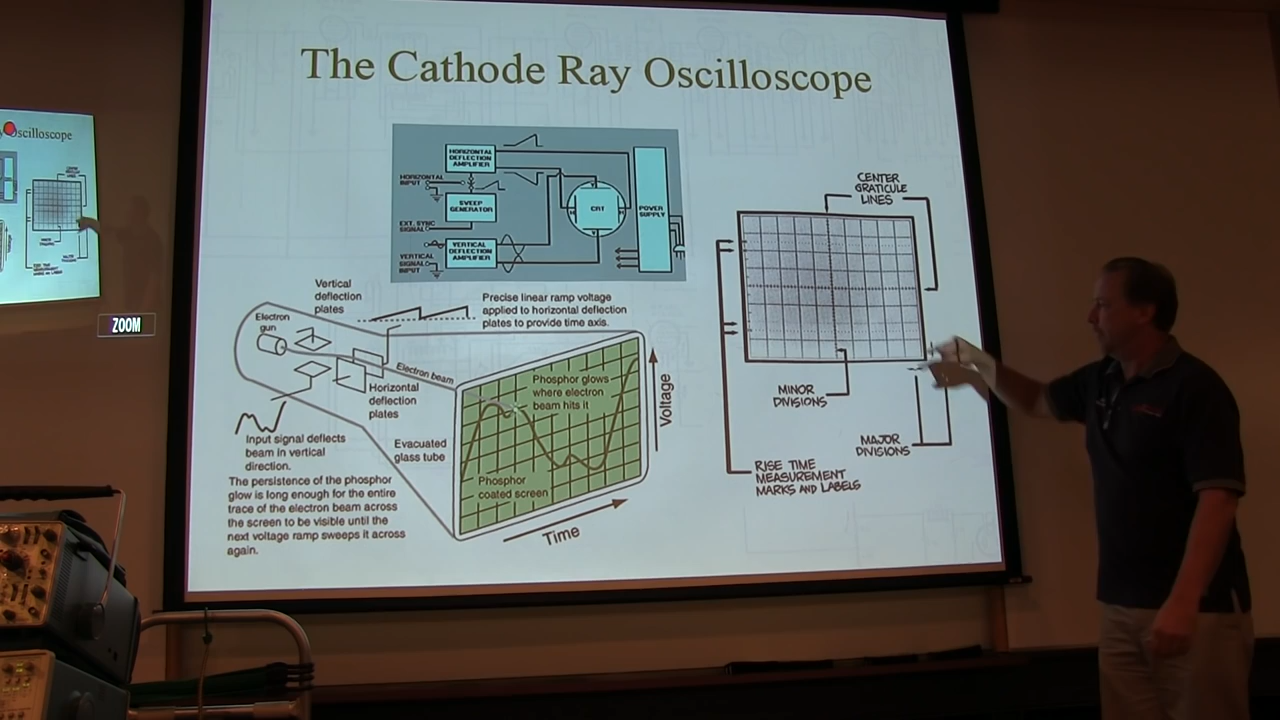 The Cathode Ray Oscilloscope
Oscilloscope
ZOOM
HORIZONTAL
DEFLECTION
AMPLIFIER
HORIZONTAL
INPUT
SWEEP
GENERATOR
EXT. SYNC
SIGNAL
VERTICAL
DEFLECTION
AMPLIFIER
VERTICAL
SIGNAL
INPUT
CRT
POWER
SUPPLY
CENTER
GRATICULE
LINES
MINOR
DIVISIONS
MAJOR
DIVISIONS
RISE TIME
MEASUREMENT
MARKS AND LABELS
Vertical
deflection
plates
Precise linear ramp voltage
applied to horizontal deflection
plates to provide time axis.
Electron
gun
Electron beam
Horizontal
deflection
plates
Phosphor glows
where electron
beam hits it
Voltage
Input signal deflects
beam in vertical
direction.
Evacuated
glass tube
Phosphor
coated screen
Time
The persistence of the phosphor
glow is long enough for the entire
trace of the electron beam across
the screen to be visible until the
next voltage ramp sweeps it across
again.